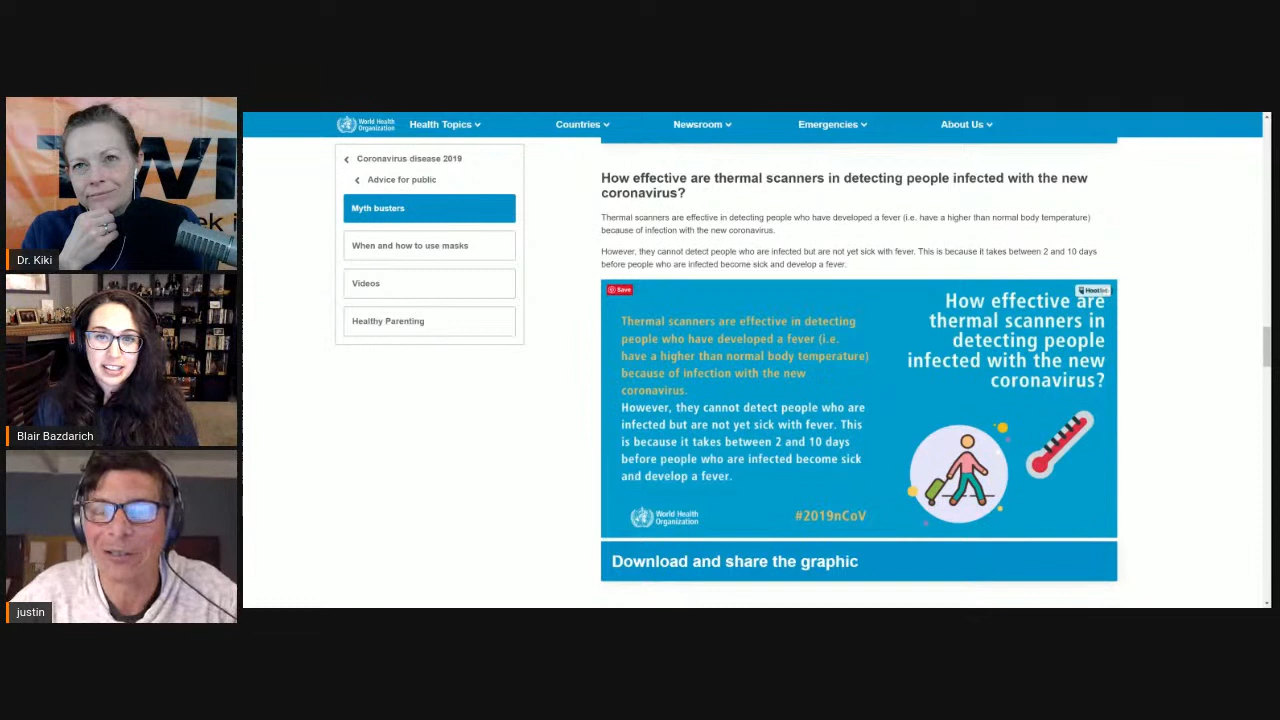 TWI
ek i
Dr. Kiki
Blair Bazdarich
justin
World Health
Organization
Health Topics
Countries
Newsroom
Emergencies
About Us
Coronavirus disease 2019
Advice for public
Myth busters
When and how to use masks
Videos
Healthy Parenting
How effective are thermal scanners in detecting people infected with the new
coronavirus?
Thermal scanners are effective in detecting people who have developed a fever (i.e. have a higher than normal body temperature)
because of infection with the new coronavirus.
However, they cannot detect people who are infected but are not yet sick with fever. This is because it takes between 2 and 10 days
before people who are infected become sick and develop a fever.
Save
Thermal scanners are effective in detecting
people who have developed a fever (i.e.
have a higher than normal body temperature)
because of infection with the new
coronavirus.
However, they cannot detect people who are
infected but are not yet sick with fever. This
is because it takes between 2 and 10 days
before people who are infected become sick
and develop a fever.
World Health
Organization
#2019nCoV
How effective are
thermal scanners in
detecting people
infected with the new
coronavirus?
Download and share the graphic